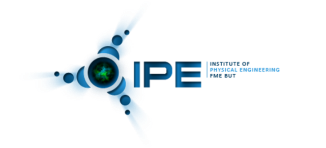 IPE
INSTITUTE OF
PHYSICAL ENGINEERING
FME BUT